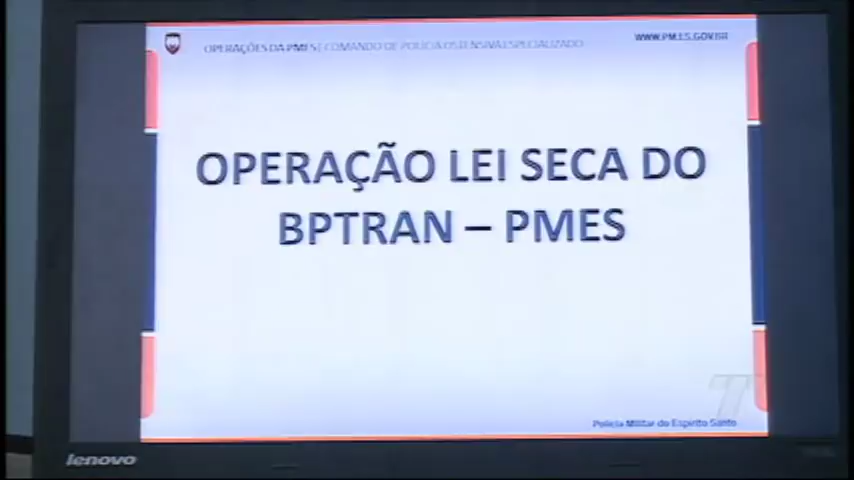 OPERAÇÕES DA PMES | COMANDO DE POLÍCIA OSTENSIVA ESPECIALIZADO
WWW.PM.ES.GOV.BR
OPERAÇÃO LEI SECA DO
BPTRAN – PMES
Polícia Militar do Espírito Santo
lenovo